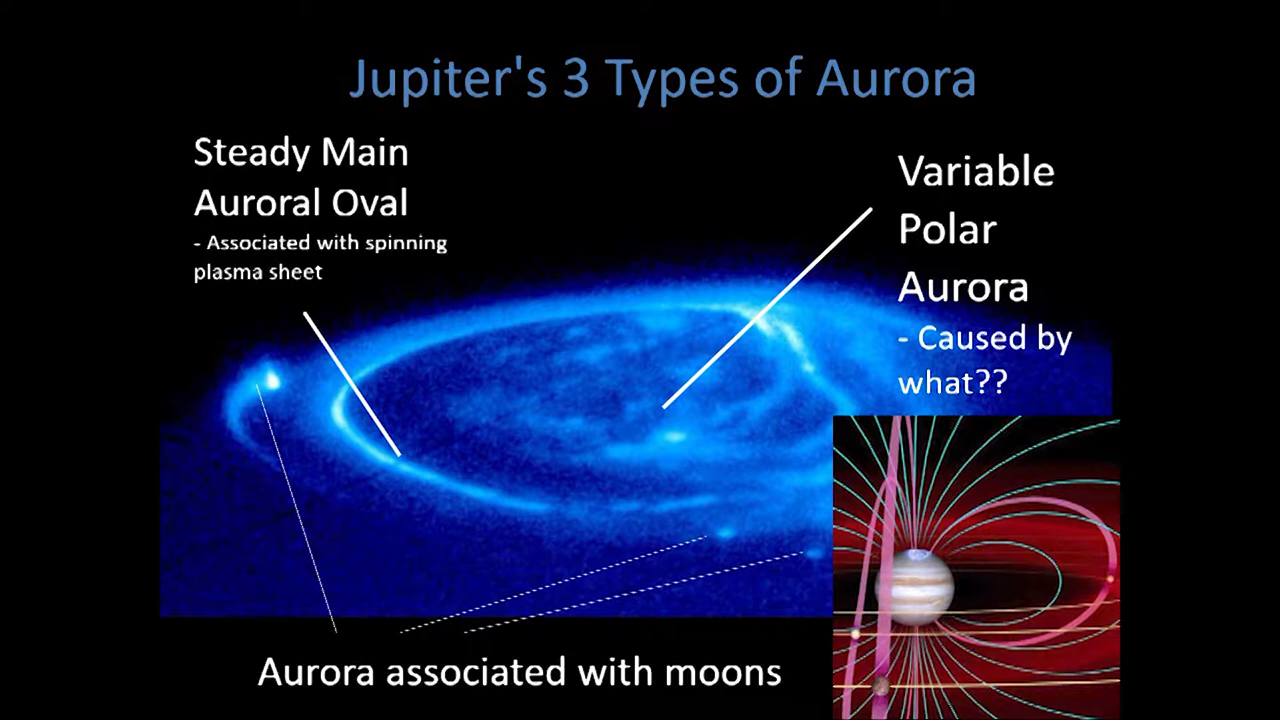 Jupiter's 3 Types of Aurora
Steady Main
Auroral Oval
- Associated with spinning
plasma sheet
Variable
Polar
Aurora
- Caused by
what??
Aurora associated with moons